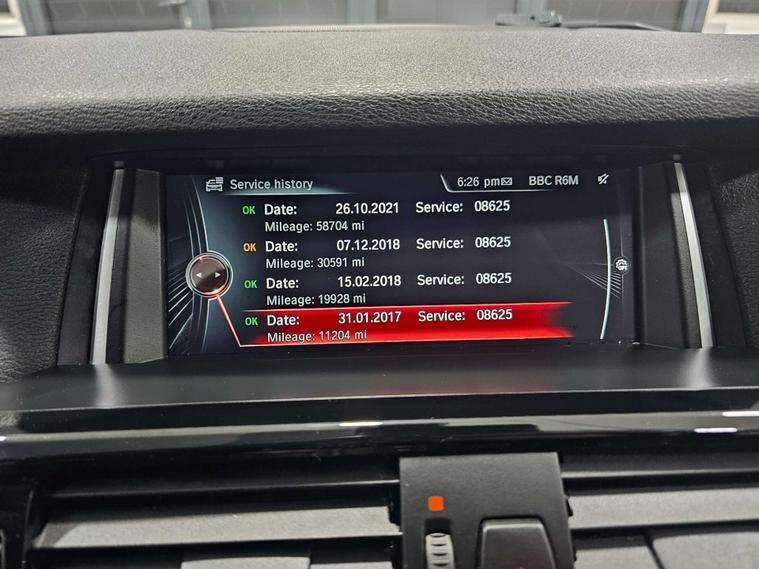 Service history 6:26 pm BBC R6M
OK Date: 26.10.2021 Service: 08625
Mileage: 58704 mi
OK Date: 07.12.2018 Service: 08625
Mileage: 30591 mi
OK Date: 15.02.2018 Service: 08625
Mileage: 19928 mi
OK Date: 31.01.2017 Service: 08625
Mileage: 11204 mi